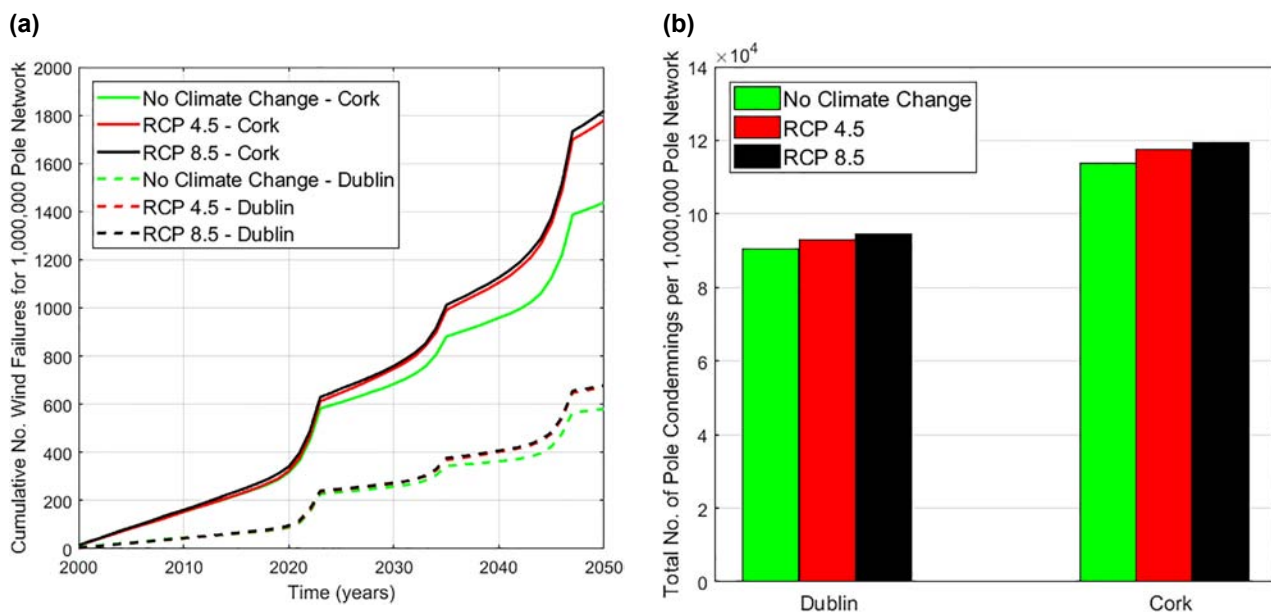 (a)
Cumulative No. Wind Failures for 1,000,000 Pole Network
2000
1800
1600
1400
1200
1000
800
600
400
200
0
No Climate Change - Cork
RCP 4.5 - Cork
RCP 8.5 - Cork
No Climate Change - Dublin
RCP 4.5 - Dublin
RCP 8.5 - Dublin
2000 2010 2020 2030 2040 2050
Time (years)
(b)
Total No. of Pole Condemnings per 1,000,000 Pole Network
×10⁴
14
12
10
8
6
4
2
0
No Climate Change
RCP 4.5
RCP 8.5
Dublin Cork